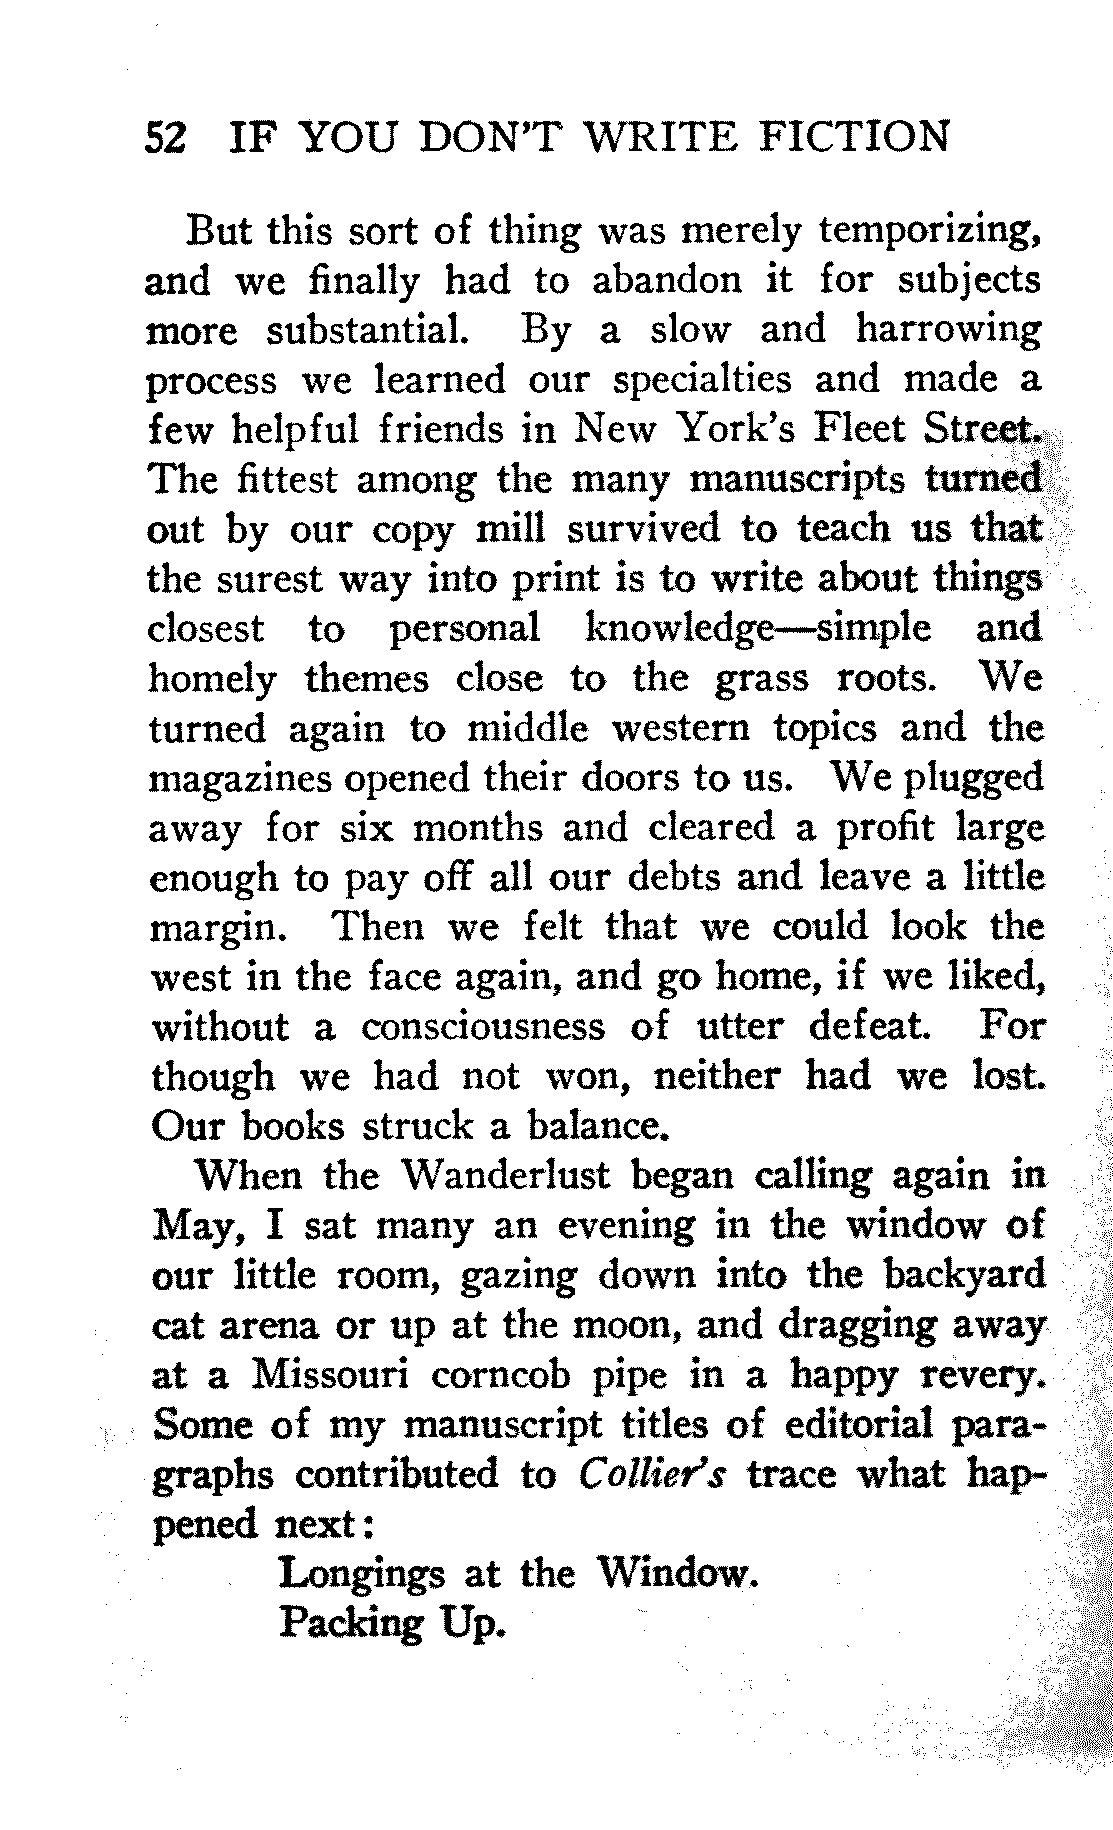 52 IF YOU DON'T WRITE FICTION
But this sort of thing was merely temporizing,
and we finally had to abandon it for subjects
more substantial. By a slow and harrowing
process we learned our specialties and made a
few helpful friends in New York's Fleet Street.
The fittest among the many manuscripts turned
out by our copy mill survived to teach us that
the surest way into print is to write about things
closest to personal knowledge—simple and
homely themes close to the grass roots. We
turned again to middle western topics and the
magazines opened their doors to us. We plugged
away for six months and cleared a profit large
enough to pay off all our debts and leave a little
margin. Then we felt that we could look the
west in the face again, and go home, if we liked,
without a consciousness of utter defeat. For
though we had not won, neither had we lost.
Our books struck a balance.
When the Wanderlust began calling again in
May, I sat many an evening in the window of
our little room, gazing down into the backyard
cat arena or up at the moon, and dragging away
at a Missouri corncob pipe in a happy revery.
Some of my manuscript titles of editorial para-
graphs contributed to Collier's trace what hap-
pened next:
Longings at the Window.
Packing Up.